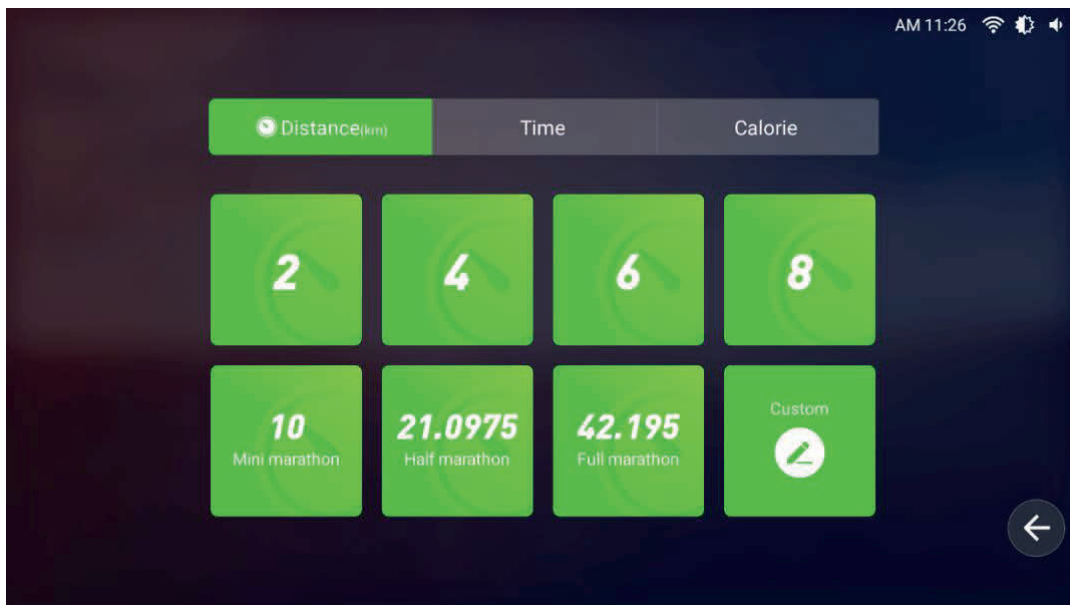 AM 11:26
Distance(km) Time Calorie
2 4 6 8
10 21.0975 42.195 Custom
Mini marathon Half marathon Full marathon